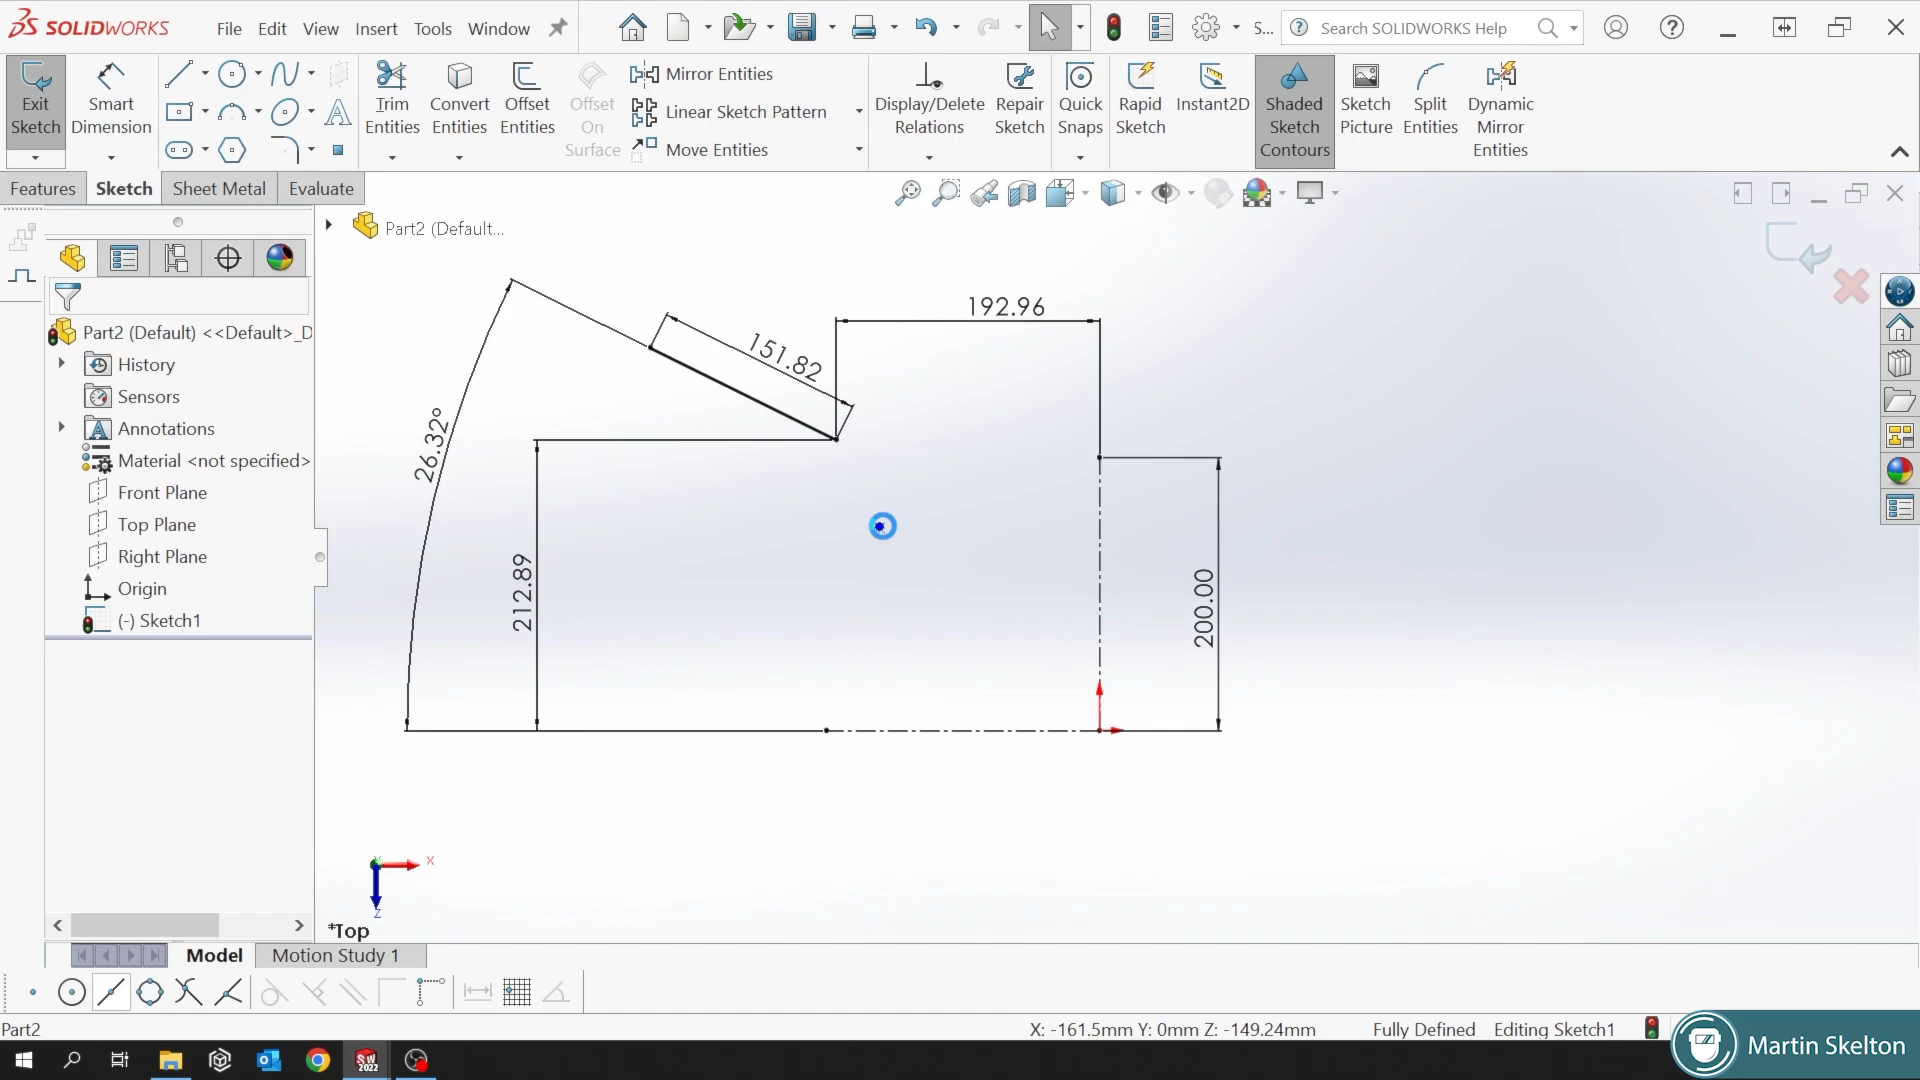 SOLIDWORKS
File Edit View Insert Tools Window
S...
Search SOLIDWORKS Help
Exit Sketch
Smart Dimension
Trim Entities
Convert Entities
Offset Entities
Offset On Surface
Mirror Entities
Linear Sketch Pattern
Move Entities
Display/Delete Relations
Repair Sketch
Quick Snaps
Rapid Sketch
Instant2D
Shaded Sketch Contours
Sketch Picture
Split Entities
Dynamic Mirror Entities
Features Sketch Sheet Metal Evaluate
Part2 (Default...
Part2 (Default) <<Default>_D
History
Sensors
Annotations
Material <not specified>
Front Plane
Top Plane
Right Plane
Origin
(-) Sketch1
192.96
151.82
26.32°
212.89
200.00
X
Y
Z
*Top
Model Motion Study 1
Part2
X: -161.5mm Y: 0mm Z: -149.24mm Fully Defined Editing Sketch1
SW 2022
Martin Skelton